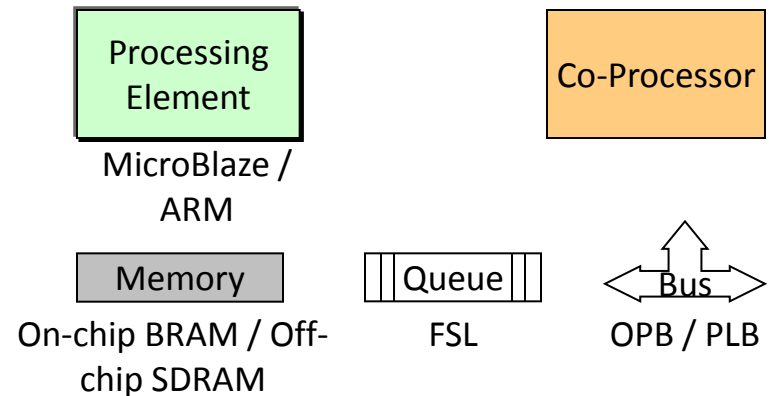 Processing
Element
Co-Processor
MicroBlaze /
ARM
Memory
Queue
Bus
On-chip BRAM / Off-
chip SDRAM
FSL
OPB / PLB